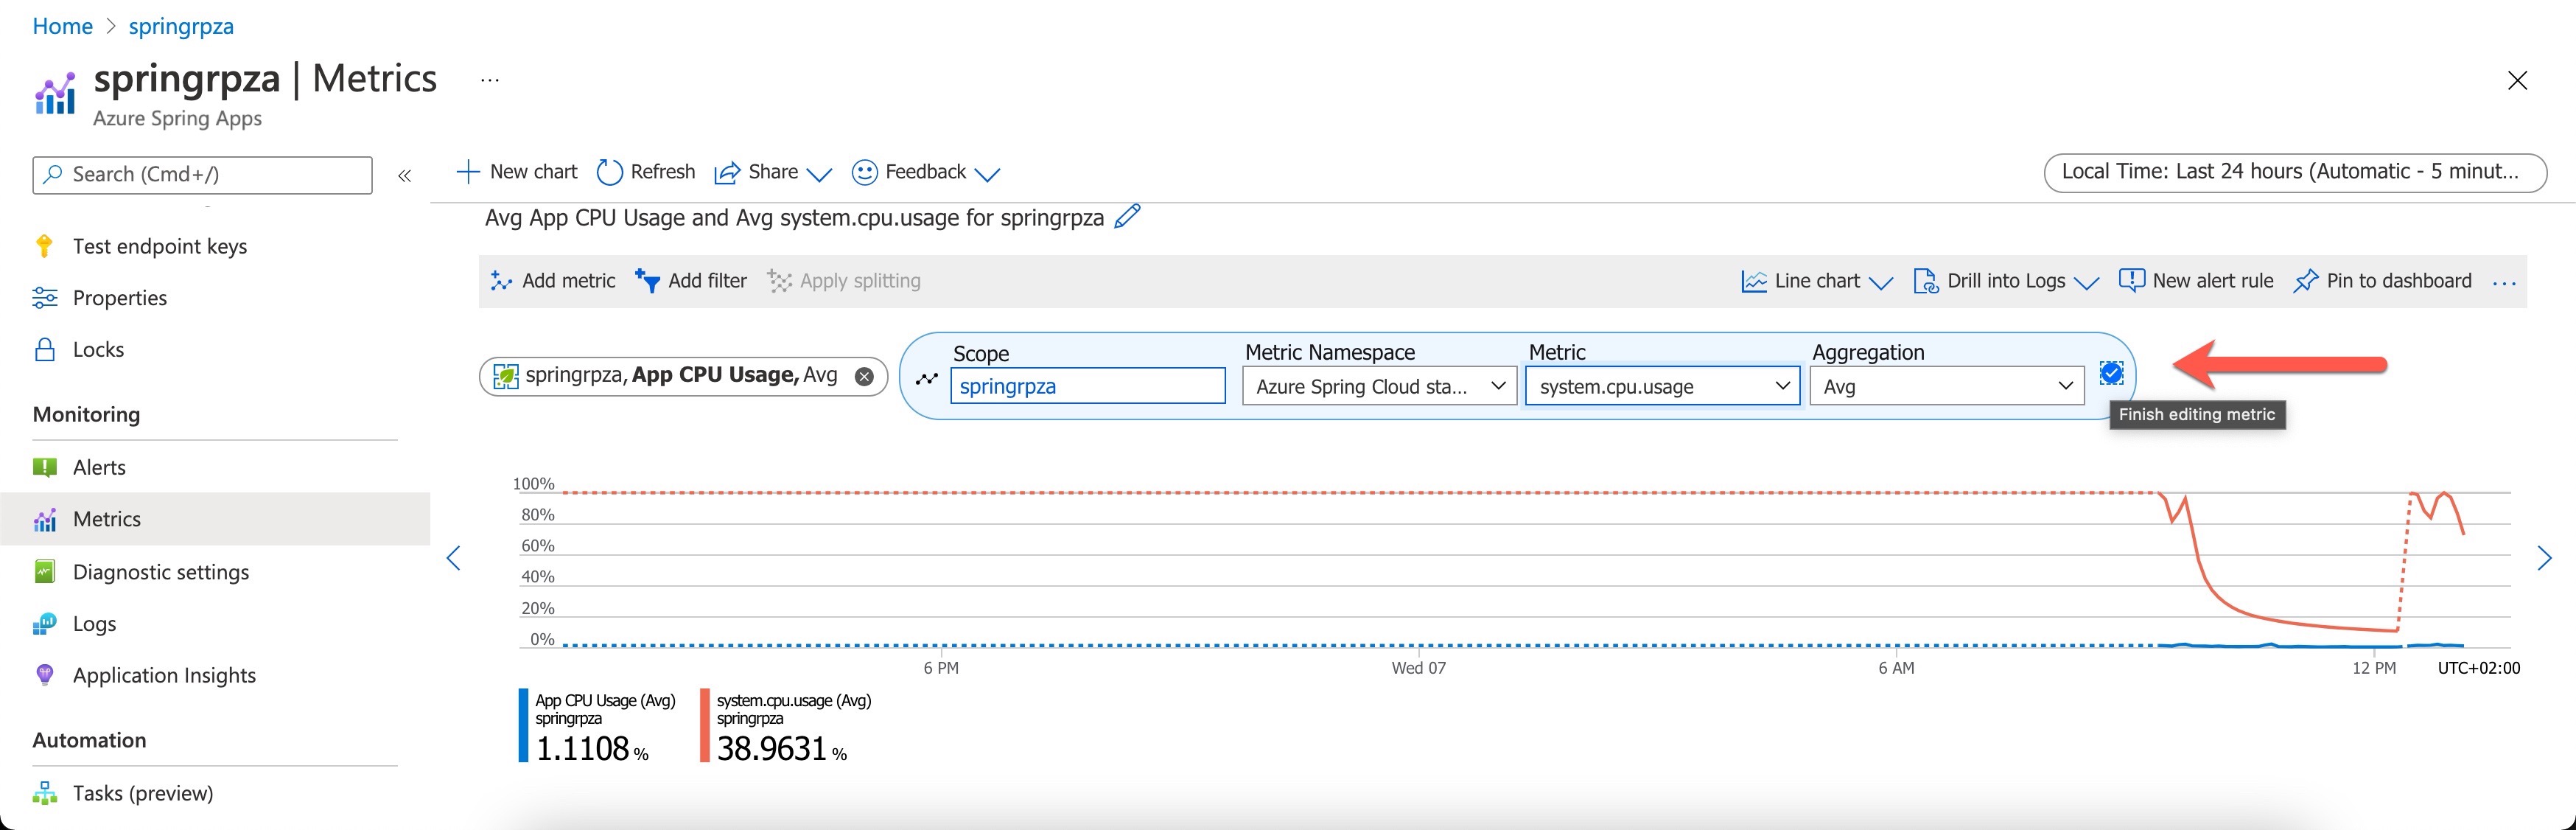 Home > springrpza
springrpza | Metrics ...
Azure Spring Apps
Search (Cmd+/)
«
New chart Refresh Share Feedback
Local Time: Last 24 hours (Automatic - 5 minut...
Test endpoint keys
Properties
Locks
Monitoring
Alerts
Metrics
Diagnostic settings
Logs
Application Insights
Automation
Tasks (preview)
Avg App CPU Usage and Avg system.cpu.usage for springrpza
Add metric Add filter Apply splitting Line chart Drill into Logs New alert rule Pin to dashboard ...
springrpza, App CPU Usage, Avg
Scope Metric Namespace Metric Aggregation
springrpza Azure Spring Cloud sta... system.cpu.usage Avg
Finish editing metric
100%
80%
60%
40%
20%
0%
6 PM Wed 07 6 AM 12 PM UTC+02:00
App CPU Usage (Avg)
springrpza
1.1108 %
system.cpu.usage (Avg)
springrpza
38.9631 %